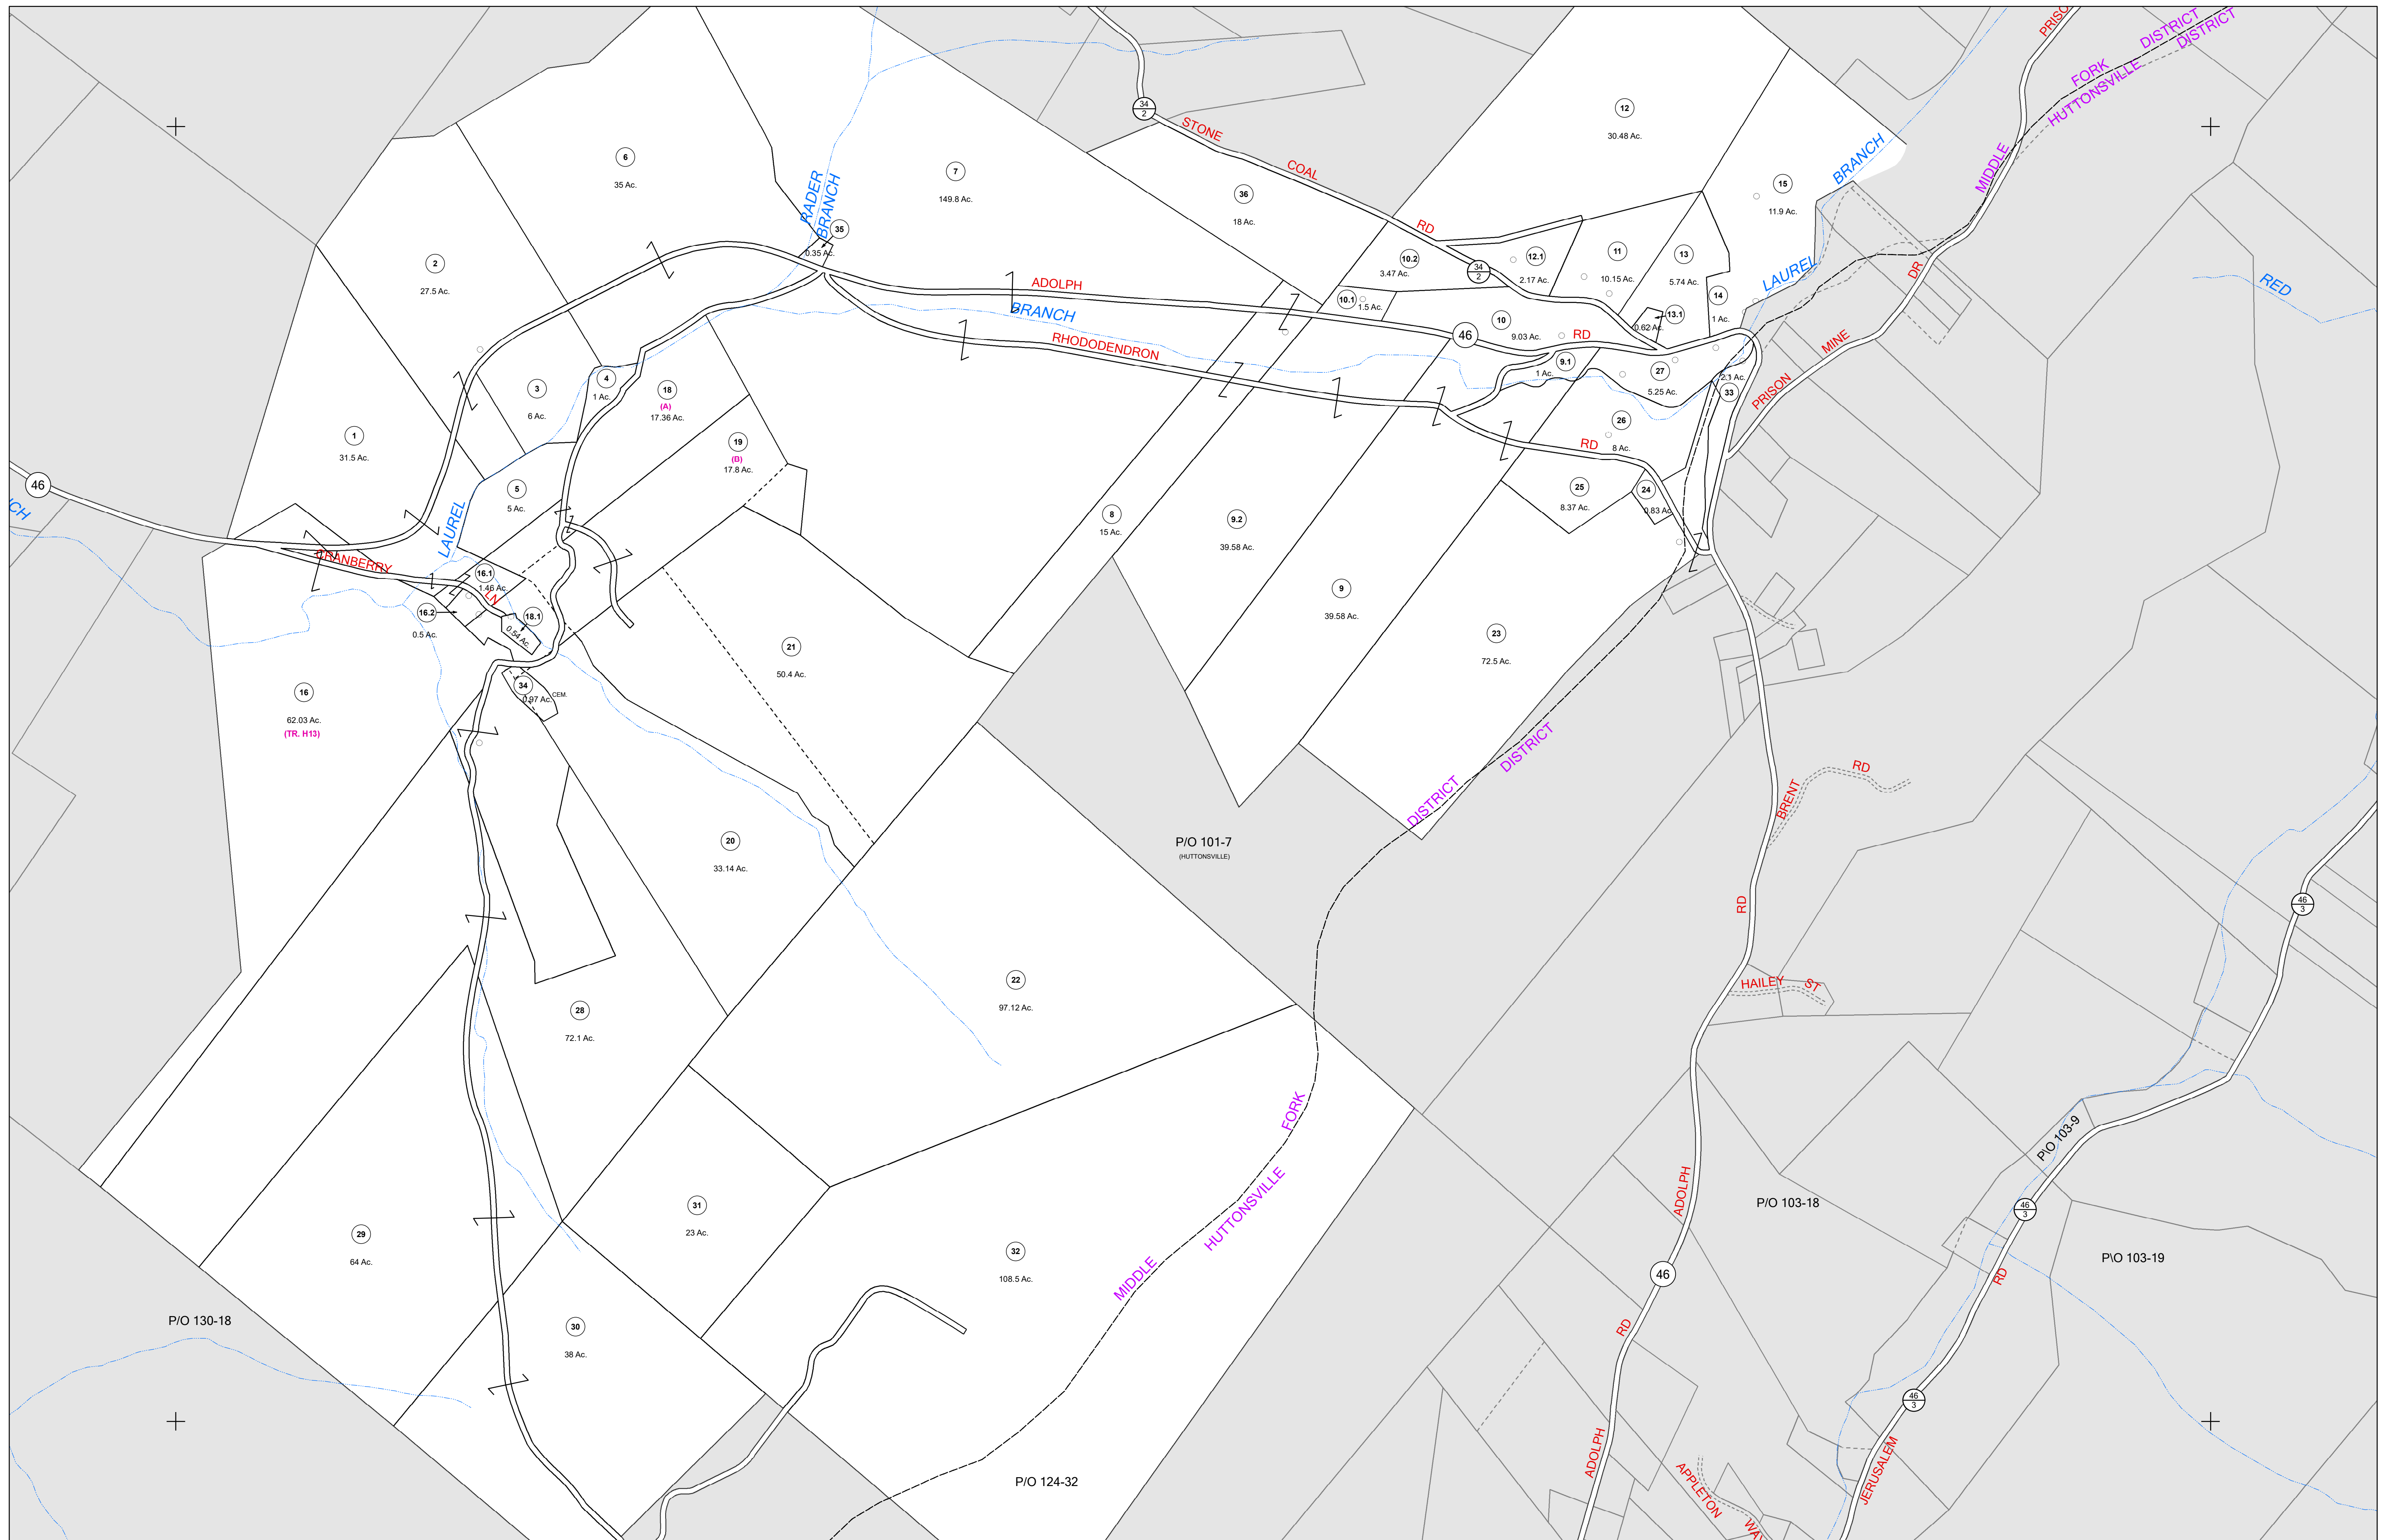 PRISO
DISTRICT
DISTRICT
FORK
HUTTONSVILLE
MIDDLE
34
2
STONE
COAL
RD
12
30.48 Ac.
BRANCH
6
35 Ac.
7
149.8 Ac.
RADER
BRANCH
36
18 Ac.
15
11.9 Ac.
35
0.35 Ac.
2
27.5 Ac.
10.2
3.47 Ac.
34
2
12.1
2.17 Ac.
11
10.15 Ac.
13
5.74 Ac.
LAUREL
DR
RED
ADOLPH
BRANCH
10.1
1.5 Ac.
14
1 Ac.
13.1
0.62 Ac.
10
9.03 Ac.
46
RD
MINE
PRISON
RHODODENDRON
9.1
1 Ac.
27
5.25 Ac.
2.1 Ac.
33
3
6 Ac.
4
1 Ac.
18
(A)
17.36 Ac.
19
(B)
17.8 Ac.
26
8 Ac.
RD
1
31.5 Ac.
46
5
5 Ac.
25
8.37 Ac.
24
0.83 Ac.
LAUREL
8
15 Ac.
9.2
39.58 Ac.
CRANBERRY
LN
16.1
1.46 Ac.
16.2
0.5 Ac.
18.1
0.54 Ac.
9
39.58 Ac.
23
72.5 Ac.
21
50.4 Ac.
34
0.97 Ac.
CEM.
16
62.03 Ac.
(TR. H13)
DISTRICT
DISTRICT
BRENT
RD
20
33.14 Ac.
P/O 101-7
(HUTTONSVILLE)
RD
46
3
22
97.12 Ac.
HAILEY
ST
28
72.1 Ac.
FORK
HUTTONSVILLE
MIDDLE
P\O 103-9
ADOLPH
P/O 103-18
46
3
31
23 Ac.
29
64 Ac.
32
108.5 Ac.
46
P\O 103-19
RD
P/O 130-18
30
38 Ac.
RD
46
3
ADOLPH
P/O 124-32
JERUSALEM
APPLETON
WA